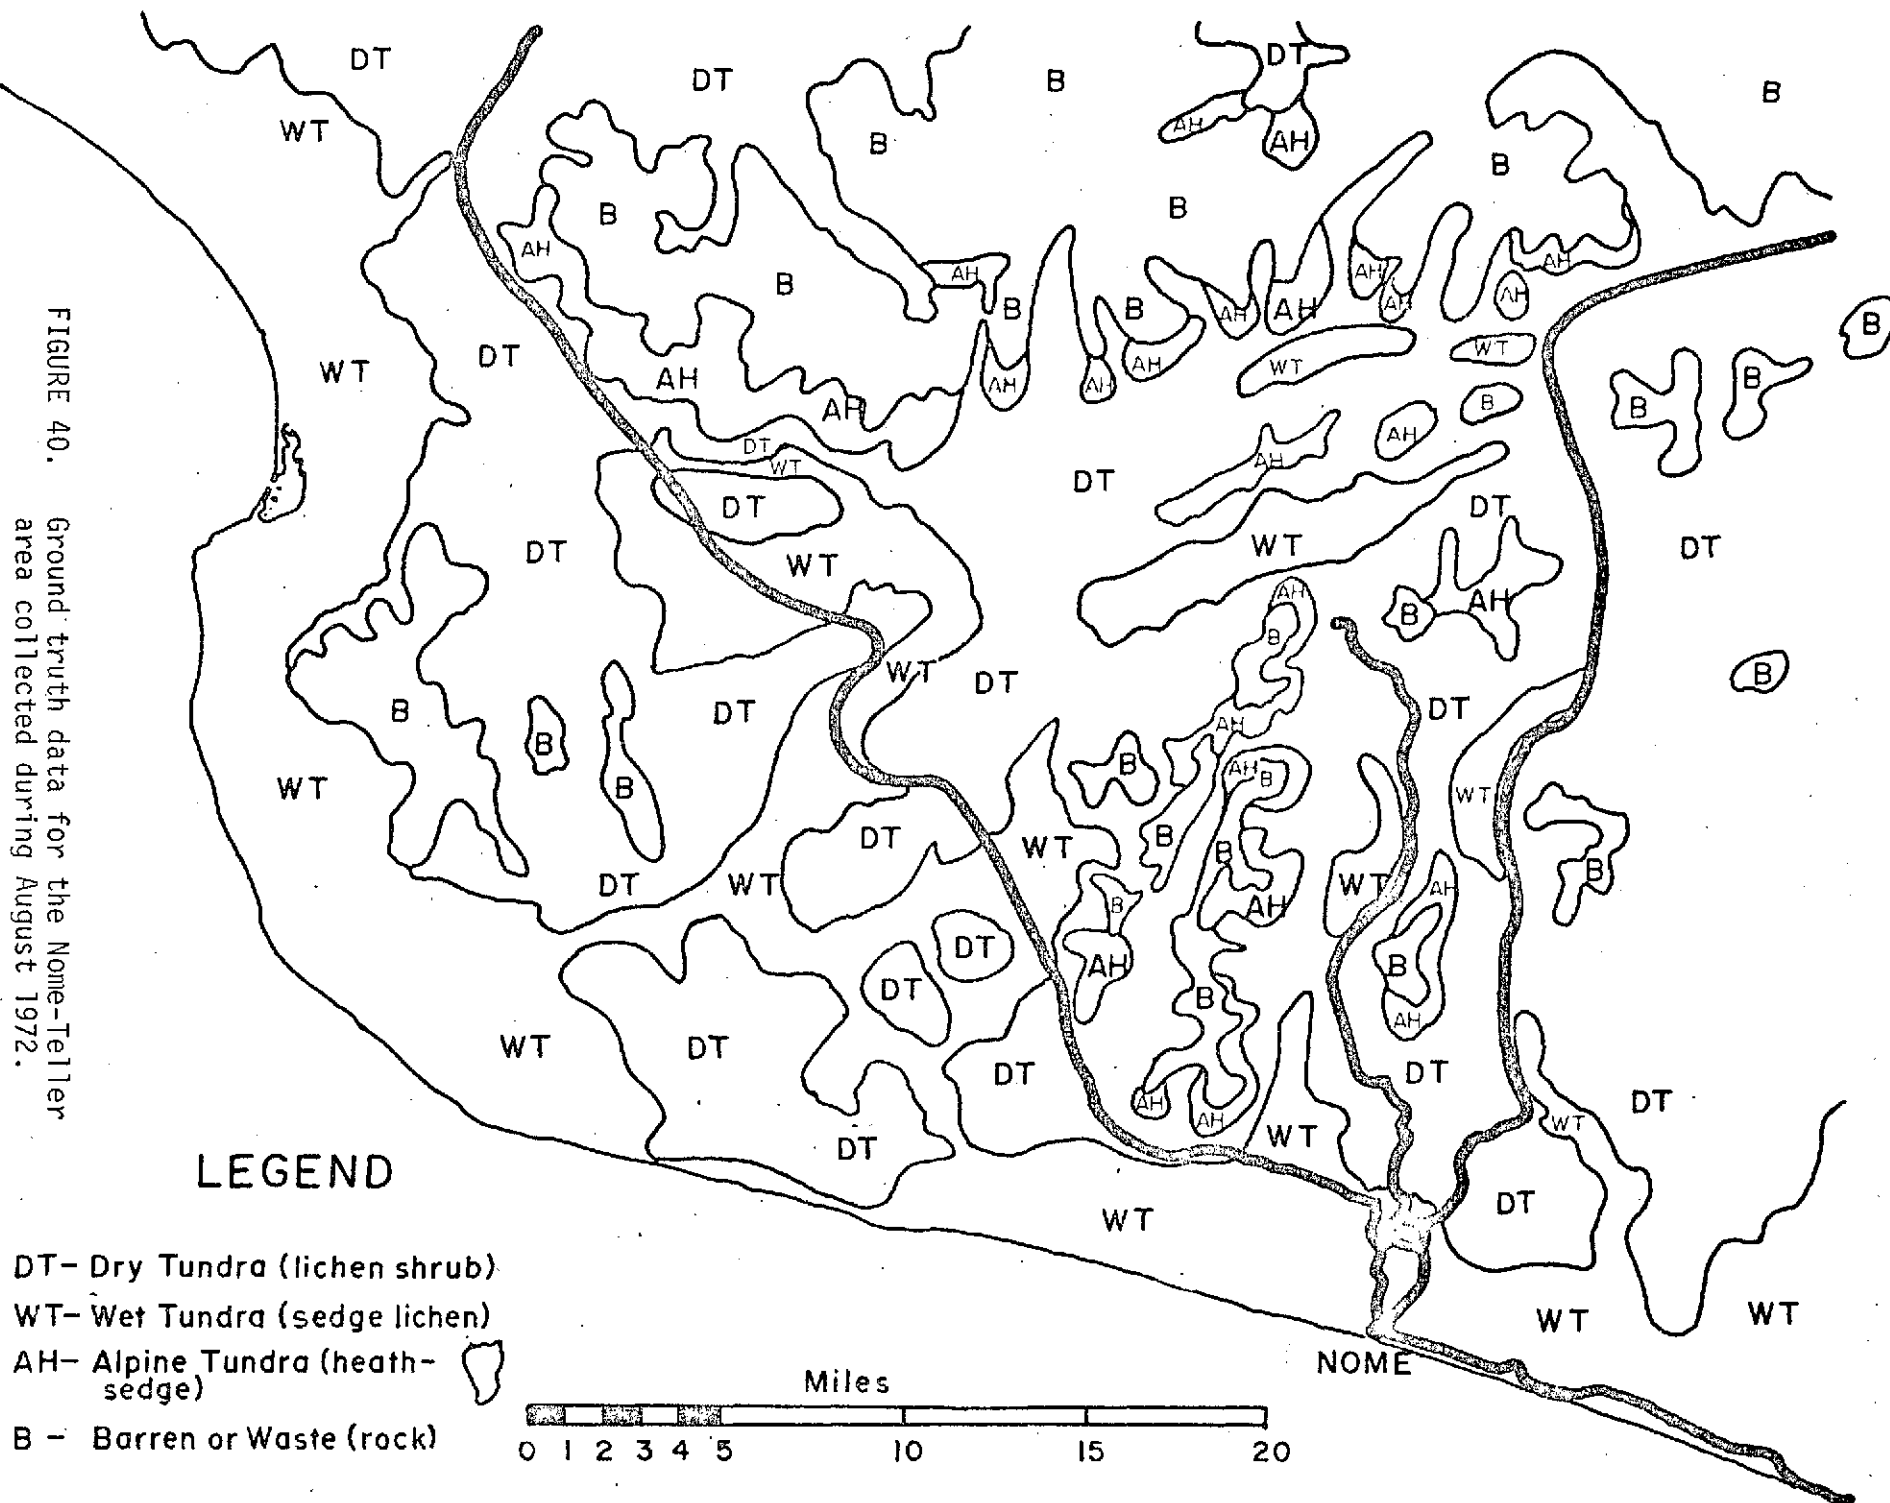 DT
DT
B
DT
B
WT
B
AH
AH
B
B
B
AH
B
AH
B
AH
B
B
AH
AH
AH
AH
AH
B
WT
DT
AH
AH
AH
AH
WT
WT
B
B
AH
DT
WT
AH
AH
B
DT
DT
DT
WT
DT
WT
AH
B
AH
DT
B
WT
DT
B
DT
DT
B
B
B
AH
B
AH
B
WT
B
WT
DT
DT
WT
WT
B
B
B
AH
WT
AH
B
DT
DT
AH
B
B
AH
WT
DT
DT
DT
DT
AH
AH
WT
WT
DT
DT
WT
DT
WT
WT
NOME
FIGURE 40. Ground truth data for the Nome-Teller
area collected during August 1972.
LEGEND
DT- Dry Tundra (lichen shrub)
WT- Wet Tundra (sedge lichen)
AH- Alpine Tundra (heath-
sedge)
B - Barren or Waste (rock)
Miles
0 1 2 3 4 5 10 15 20